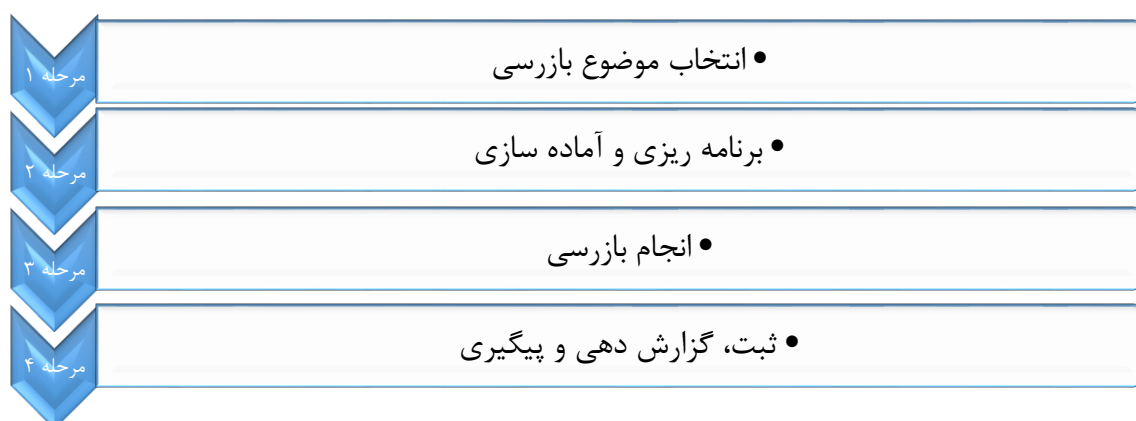 مرحله ۱
• انتخاب موضوع بازرسی
مرحله ۲
• برنامه ریزی و آماده سازی
مرحله ۳
• انجام بازرسی
مرحله ۴
• ثبت، گزارش دهی و پیگیری